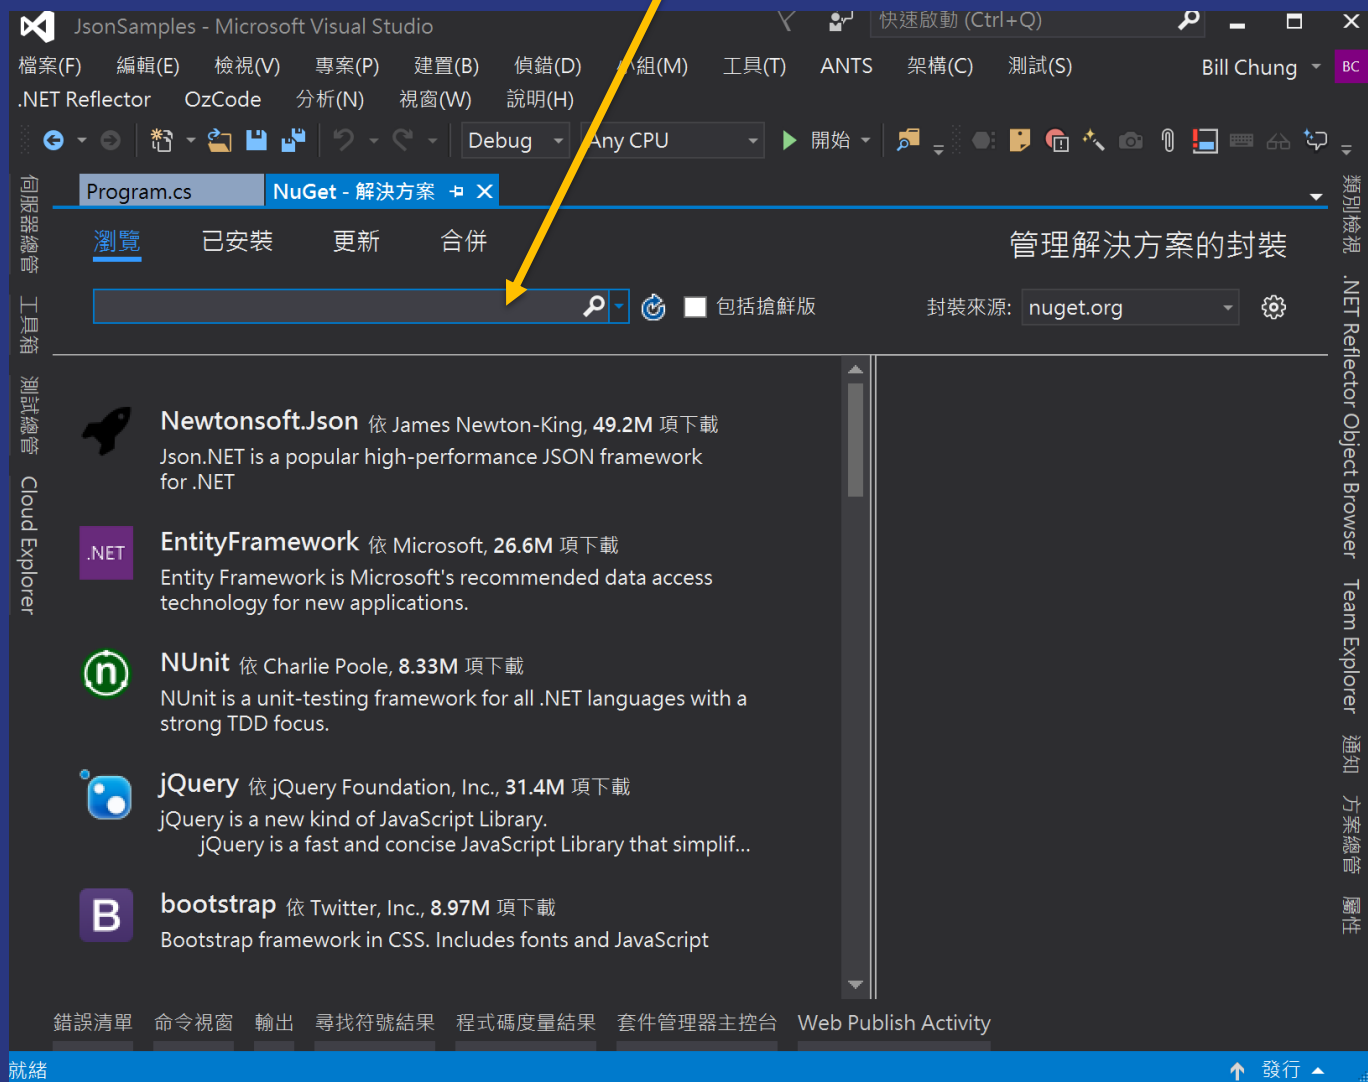 JsonSamples - Microsoft Visual Studio
快速啟動 (Ctrl+Q)
檔案(F) 編輯(E) 檢視(V) 專案(P) 建置(B) 偵錯(D) 小組(M) 工具(T) ANTS 架構(C) 測試(S) Bill Chung BC
.NET Reflector OzCode 分析(N) 視窗(W) 說明(H)
Debug Any CPU 開始
Program.cs NuGet - 解決方案
瀏覽 已安裝 更新 合併 管理解決方案的封裝
包括搶鮮版 封裝來源: nuget.org
Newtonsoft.Json 依 James Newton-King, 49.2M 項下載
Json.NET is a popular high-performance JSON framework
for .NET
.NET
EntityFramework 依 Microsoft, 26.6M 項下載
Entity Framework is Microsoft's recommended data access
technology for new applications.
n
NUnit 依 Charlie Poole, 8.33M 項下載
NUnit is a unit-testing framework for all .NET languages with a
strong TDD focus.
jQuery 依 jQuery Foundation, Inc., 31.4M 項下載
jQuery is a new kind of JavaScript Library.
jQuery is a fast and concise JavaScript Library that simplif...
B
bootstrap 依 Twitter, Inc., 8.97M 項下載
Bootstrap framework in CSS. Includes fonts and JavaScript
伺服器總管
工具箱
測試總管
Cloud Explorer
類別檢視
.NET Reflector Object Browser
Team Explorer
通知
方案總管
屬性
錯誤清單 命令視窗 輸出 尋找符號結果 程式碼度量結果 套件管理器主控台 Web Publish Activity
就緒 發行